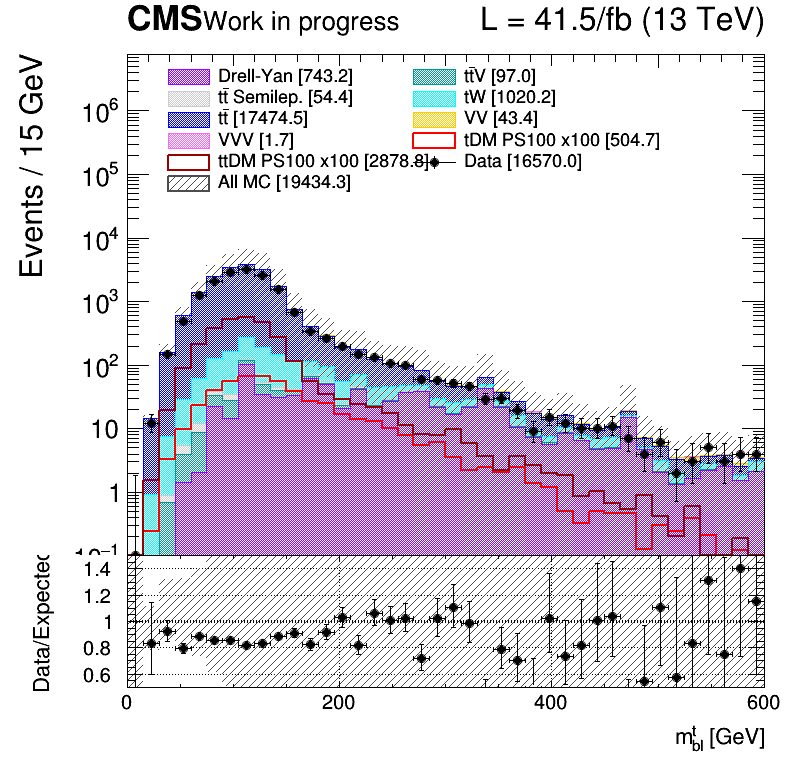 CMS Work in progress L = 41.5/fb (13 TeV)
Events / 15 GeV
Drell-Yan [743.2] tt̄V [97.0]
tt̄ Semilep. [54.4] tW [1020.2]
tt̄ [17474.5] VV [43.4]
VVV [1.7] tDM PS100 x100 [504.7]
ttDM PS100 x100 [2878.8] Data [16570.0]
All MC [19434.3]
10⁶
10⁵
10⁴
10³
10²
10
1
10⁻¹
Data/Expected
1.4
1.2
1
0.8
0.6
0 200 400 600
m^t_bl [GeV]